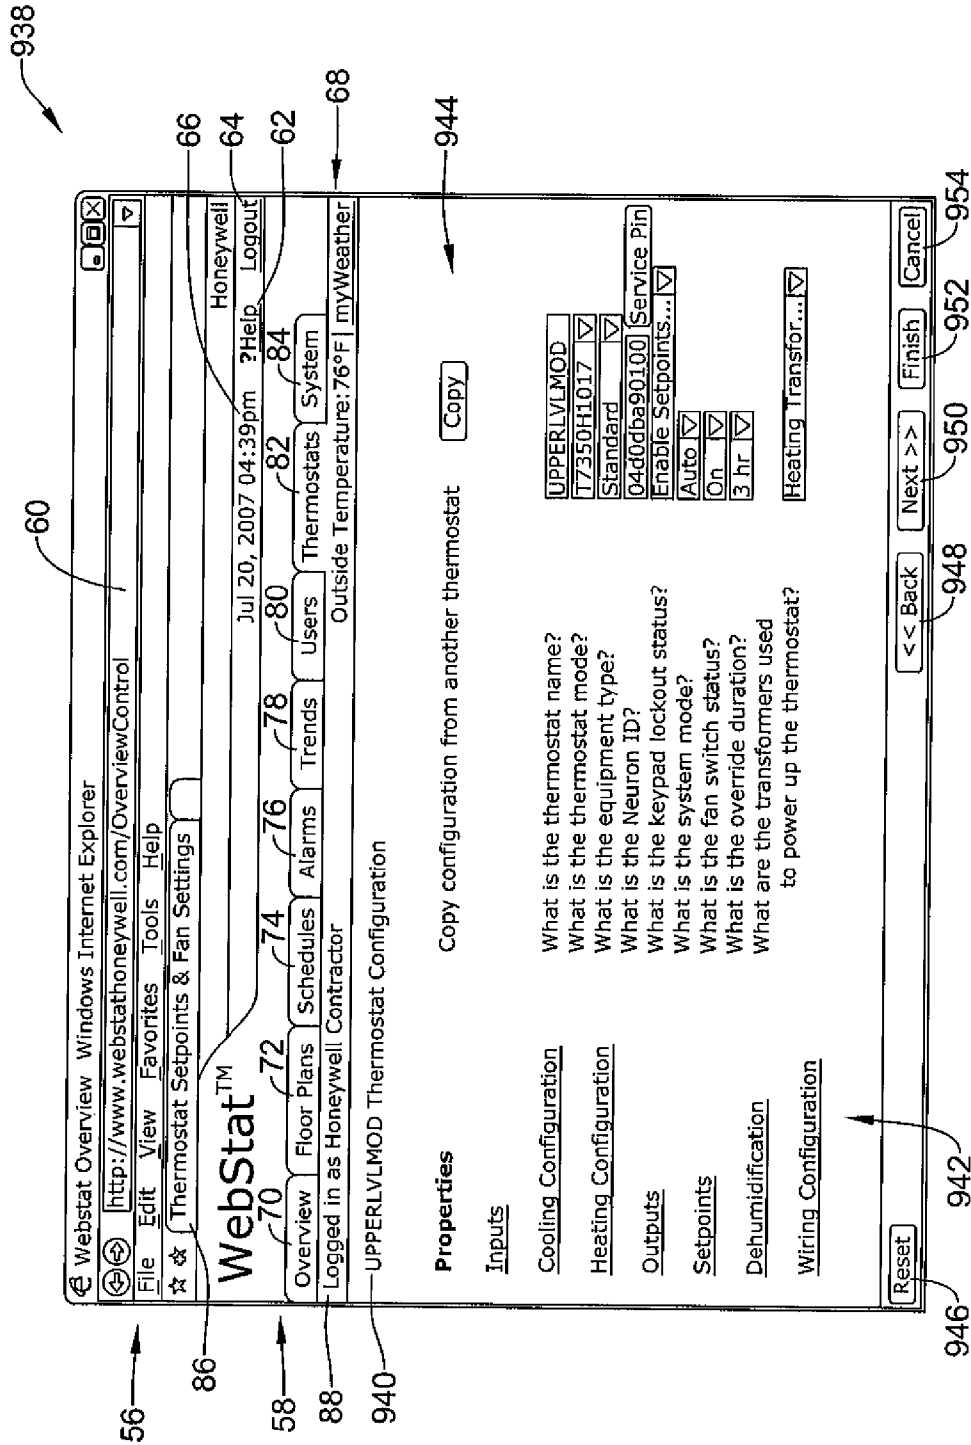 938
Webstat Overview Windows Internet Explorer
http://www.webstathoneywell.com/OverviewControl
60
56
File Edit View Favorites Tools Help
Thermostat Setpoints & Fan Settings
86
Honeywell
66
WebStat™
Jul 20, 2007 04:39pm ?Help Logout
64
62
58
70 72 74 76 78 80 82 84
Overview Floor Plans Schedules Alarms Trends Users Thermostats System
88
Logged in as Honeywell Contractor Outside Temperature: 76°F | myWeather
68
940
UPPERLVLMOD Thermostat Configuration
944
Properties
Copy configuration from another thermostat Copy
Inputs
Cooling Configuration
Heating Configuration
Outputs
Setpoints
Dehumidification
Wiring Configuration
942
What is the thermostat name? UPPERLVLMOD
What is the thermostat mode? T7350H1017
What is the equipment type? Standard
What is the Neuron ID? 04d0dba90100 Service Pin
What is the keypad lockout status? Enable Setpoints...
What is the system mode? Auto
What is the fan switch status? On
What is the override duration? 3 hr
What are the transformers used
to power up the thermostat? Heating Transfor...
Reset << Back Next >> Finish Cancel
946 948 950 952 954